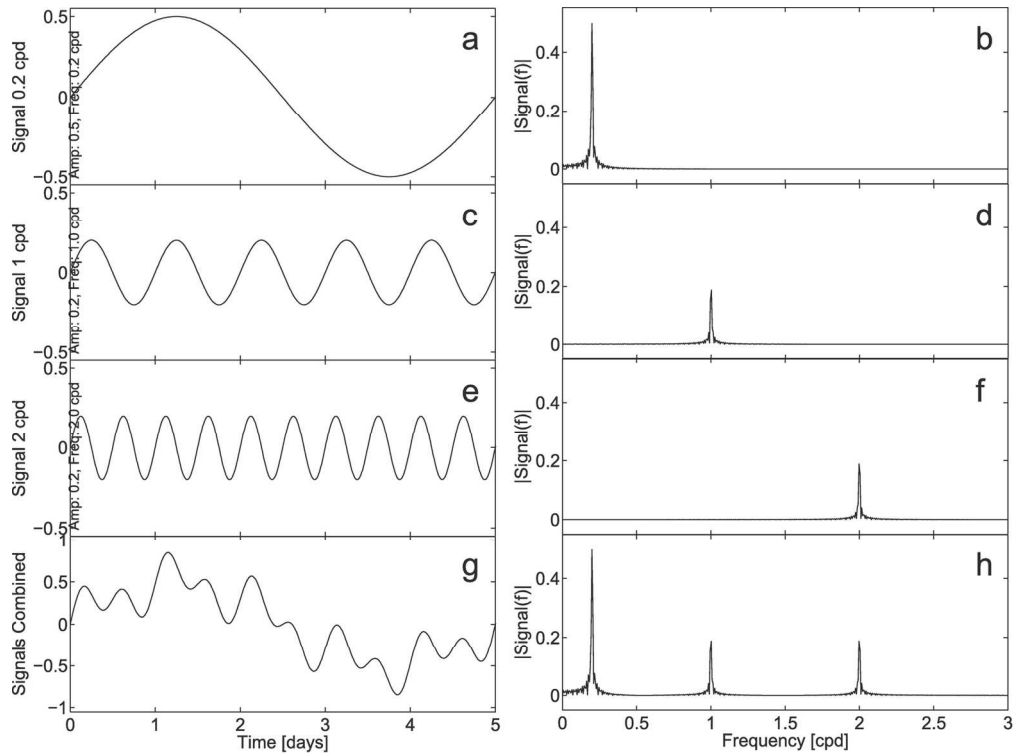 Signal 0.2 cpd
Amp: 0.5, Freq: 0.2 cpd
0.5
0
−0.5
a
|Signal(f)|
0.4
0.2
0
b
Signal 1 cpd
Amp: 0.2, Freq: 1.0 cpd
0.5
0
−0.5
c
|Signal(f)|
0.4
0.2
0
d
Signal 2 cpd
Amp: 0.2, Freq: 2.0 cpd
0.5
0
−0.5
e
|Signal(f)|
0.4
0.2
0
f
Signals Combined
1
0.5
0
−0.5
−1
g
0 1 2 3 4 5
Time [days]
|Signal(f)|
0.4
0.2
0
h
0 0.5 1 1.5 2 2.5 3
Frequency [cpd]